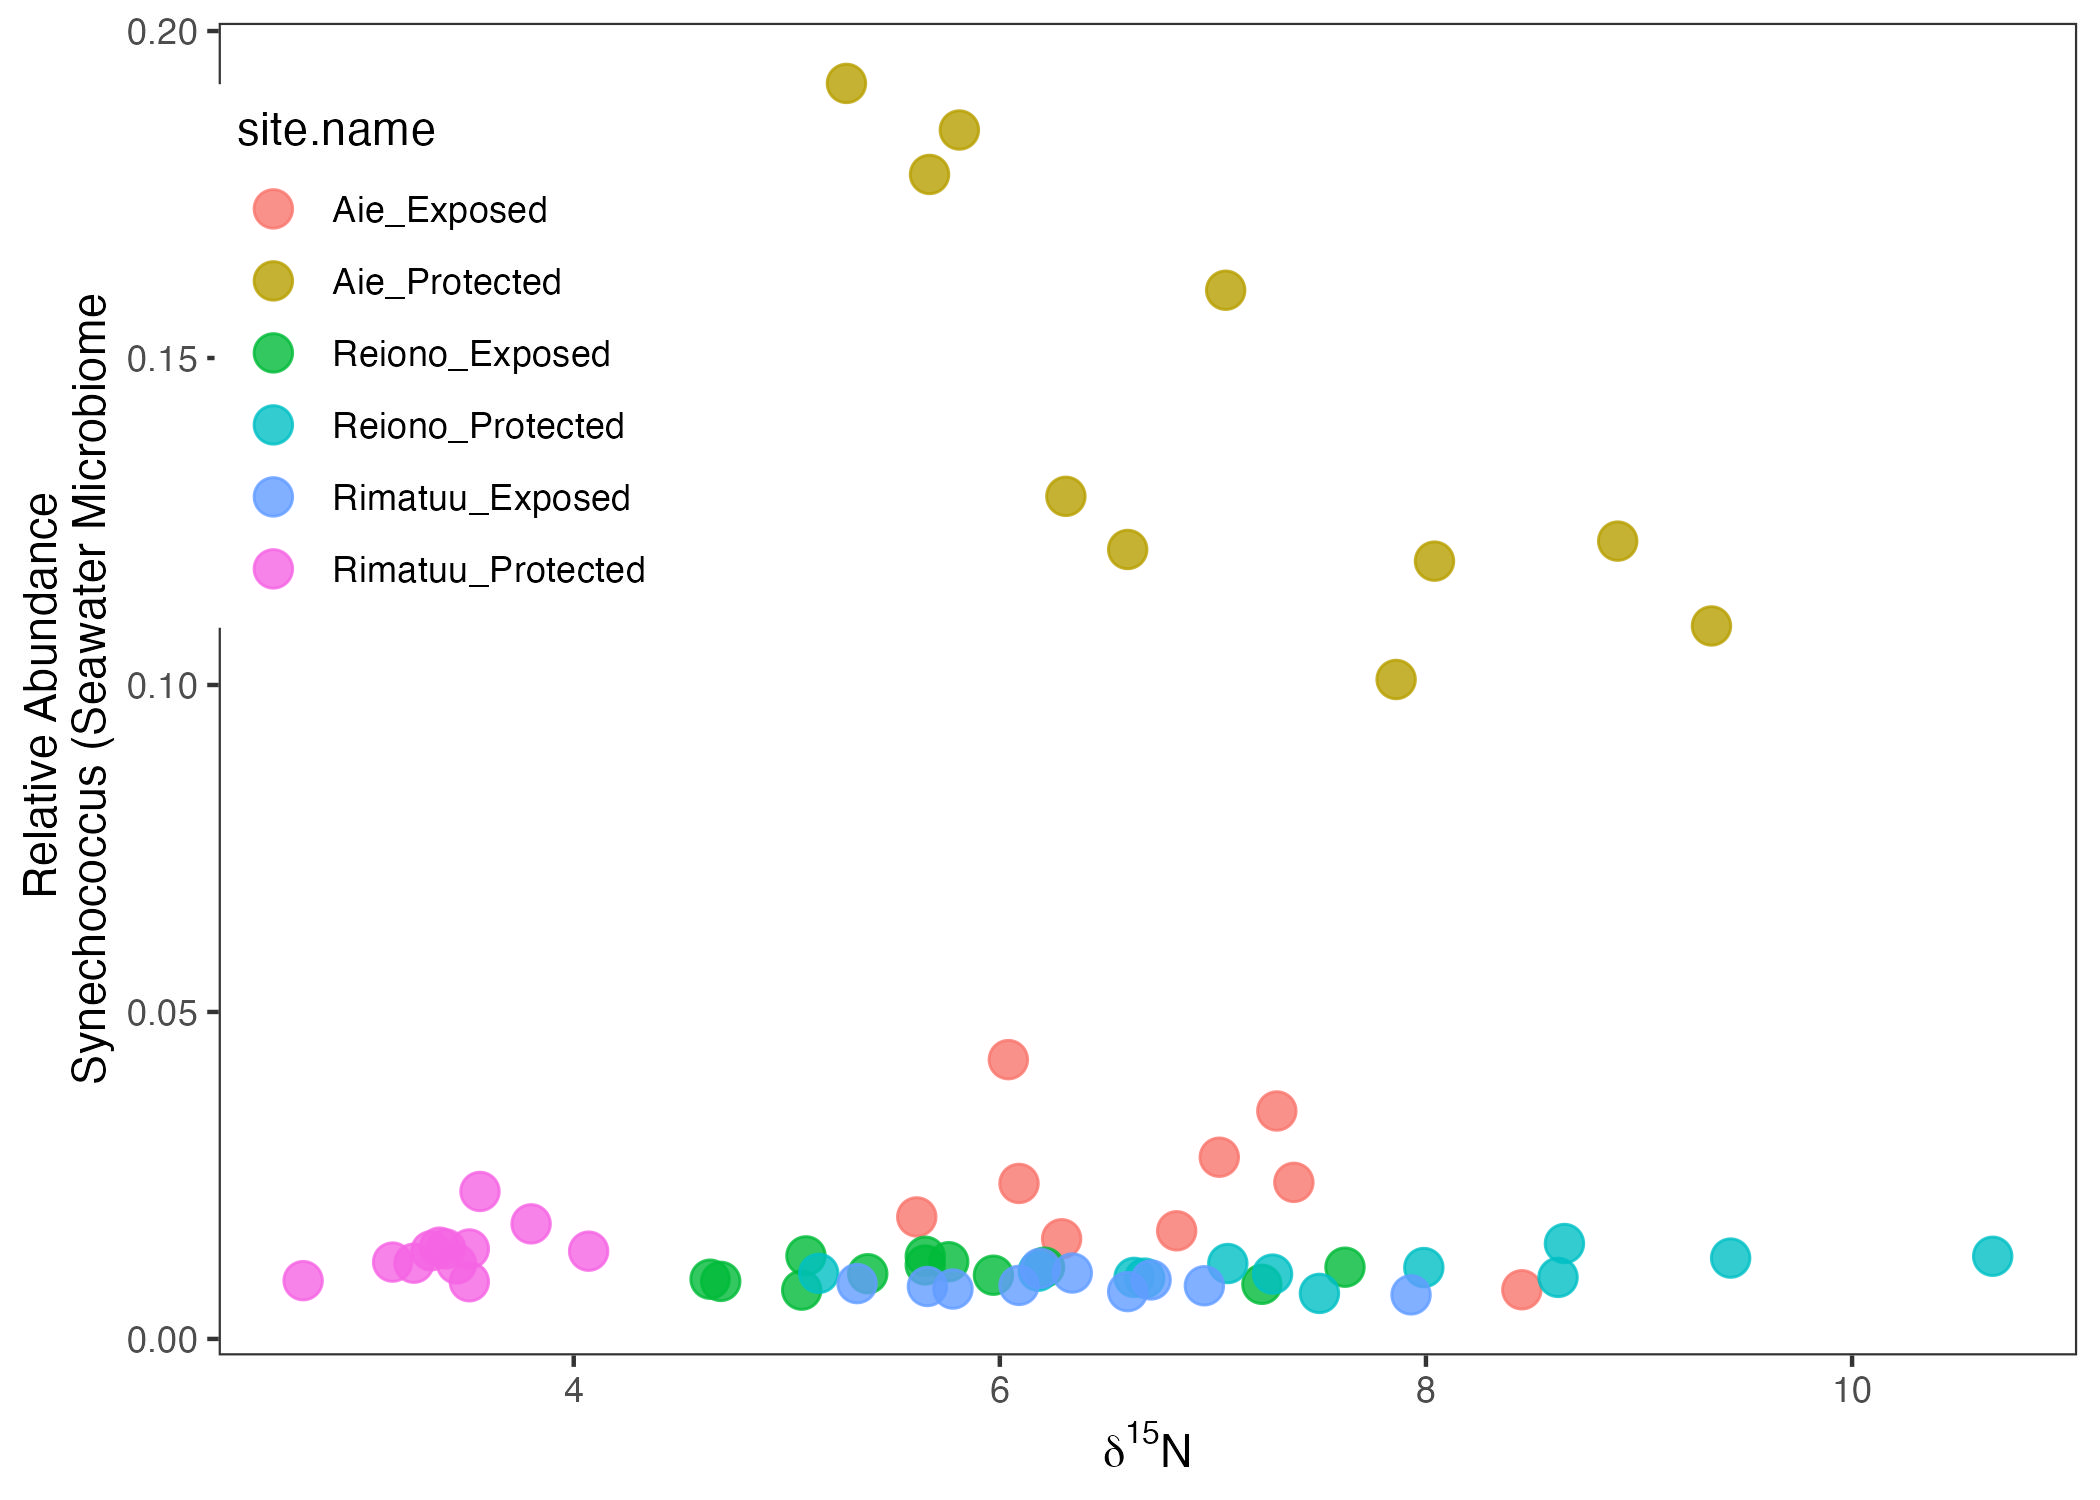 0.20
0.15
0.10
0.05
0.00
Relative Abundance
Synechococcus (Seawater Microbiome
site.name
Aie_Exposed
Aie_Protected
Reiono_Exposed
Reiono_Protected
Rimatuu_Exposed
Rimatuu_Protected
4 6 8 10
δ¹⁵N